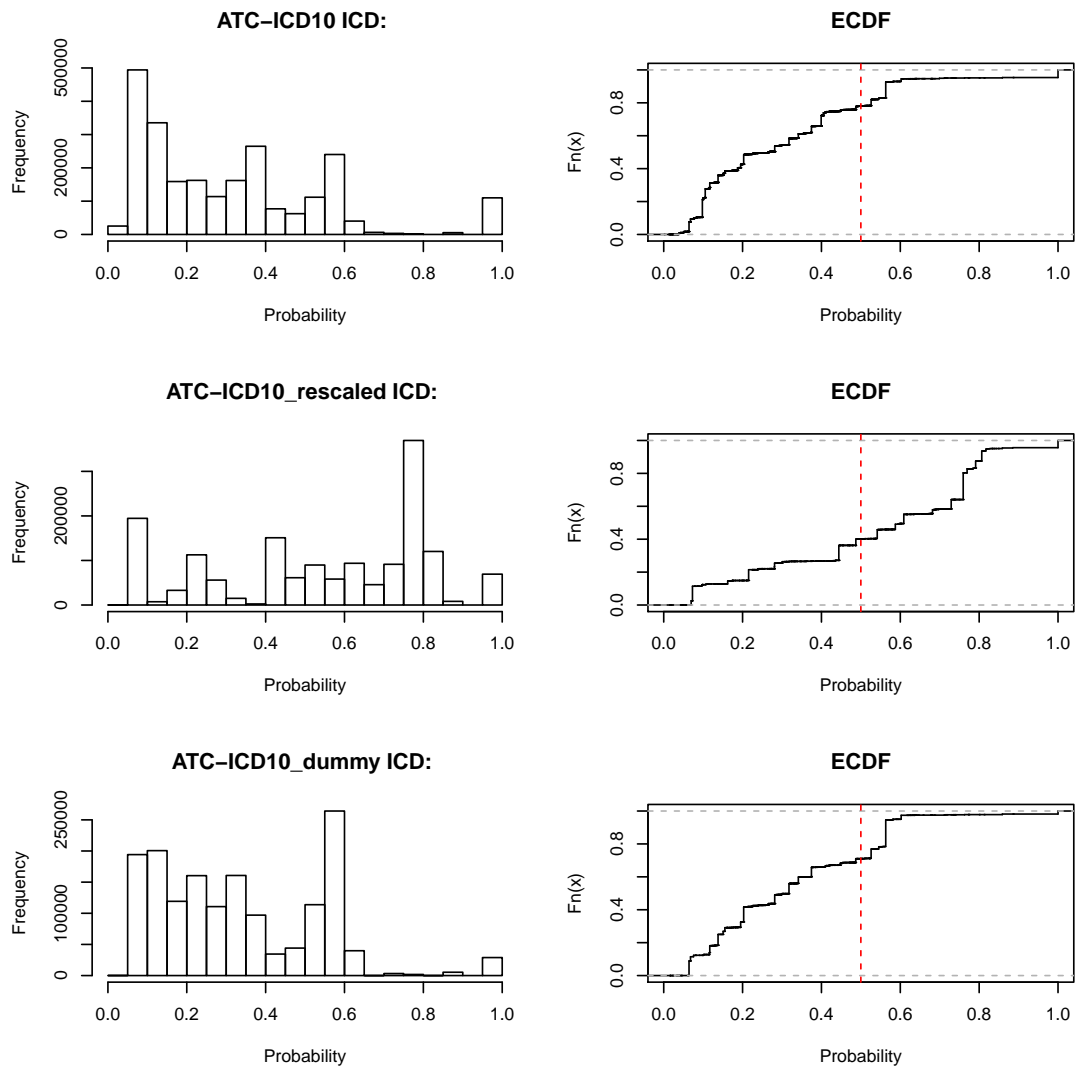 ATC−ICD10 ICD:
Frequency
0
200000
500000
0.0 0.2 0.4 0.6 0.8 1.0
Probability
ECDF
Fn(x)
0.0
0.4
0.8
0.0 0.2 0.4 0.6 0.8 1.0
Probability
ATC−ICD10_rescaled ICD:
Frequency
0
200000
0.0 0.2 0.4 0.6 0.8 1.0
Probability
ECDF
Fn(x)
0.0
0.4
0.8
0.0 0.2 0.4 0.6 0.8 1.0
Probability
ATC−ICD10_dummy ICD:
Frequency
0
100000
250000
0.0 0.2 0.4 0.6 0.8 1.0
Probability
ECDF
Fn(x)
0.0
0.4
0.8
0.0 0.2 0.4 0.6 0.8 1.0
Probability